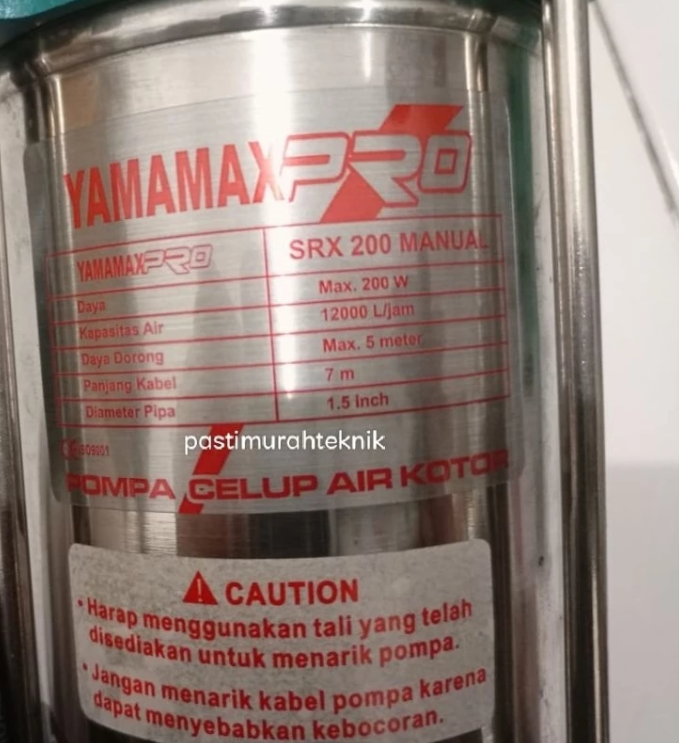 YAMAMAXPRO
YAMAMAXPRO SRX 200 MANUAL
Daya Max. 200 W
Kapasitas Air 12000 L/jam
Daya Dorong Max. 5 meter
Panjang Kabel 7 m
Diameter Pipa 1.5 Inch
CE ISO9001
pastimurahteknik
POMPA CELUP AIR KOTOR
CAUTION
• Harap menggunakan tali yang telah
disediakan untuk menarik pompa.
• Jangan menarik kabel pompa karena
dapat menyebabkan kebocoran.